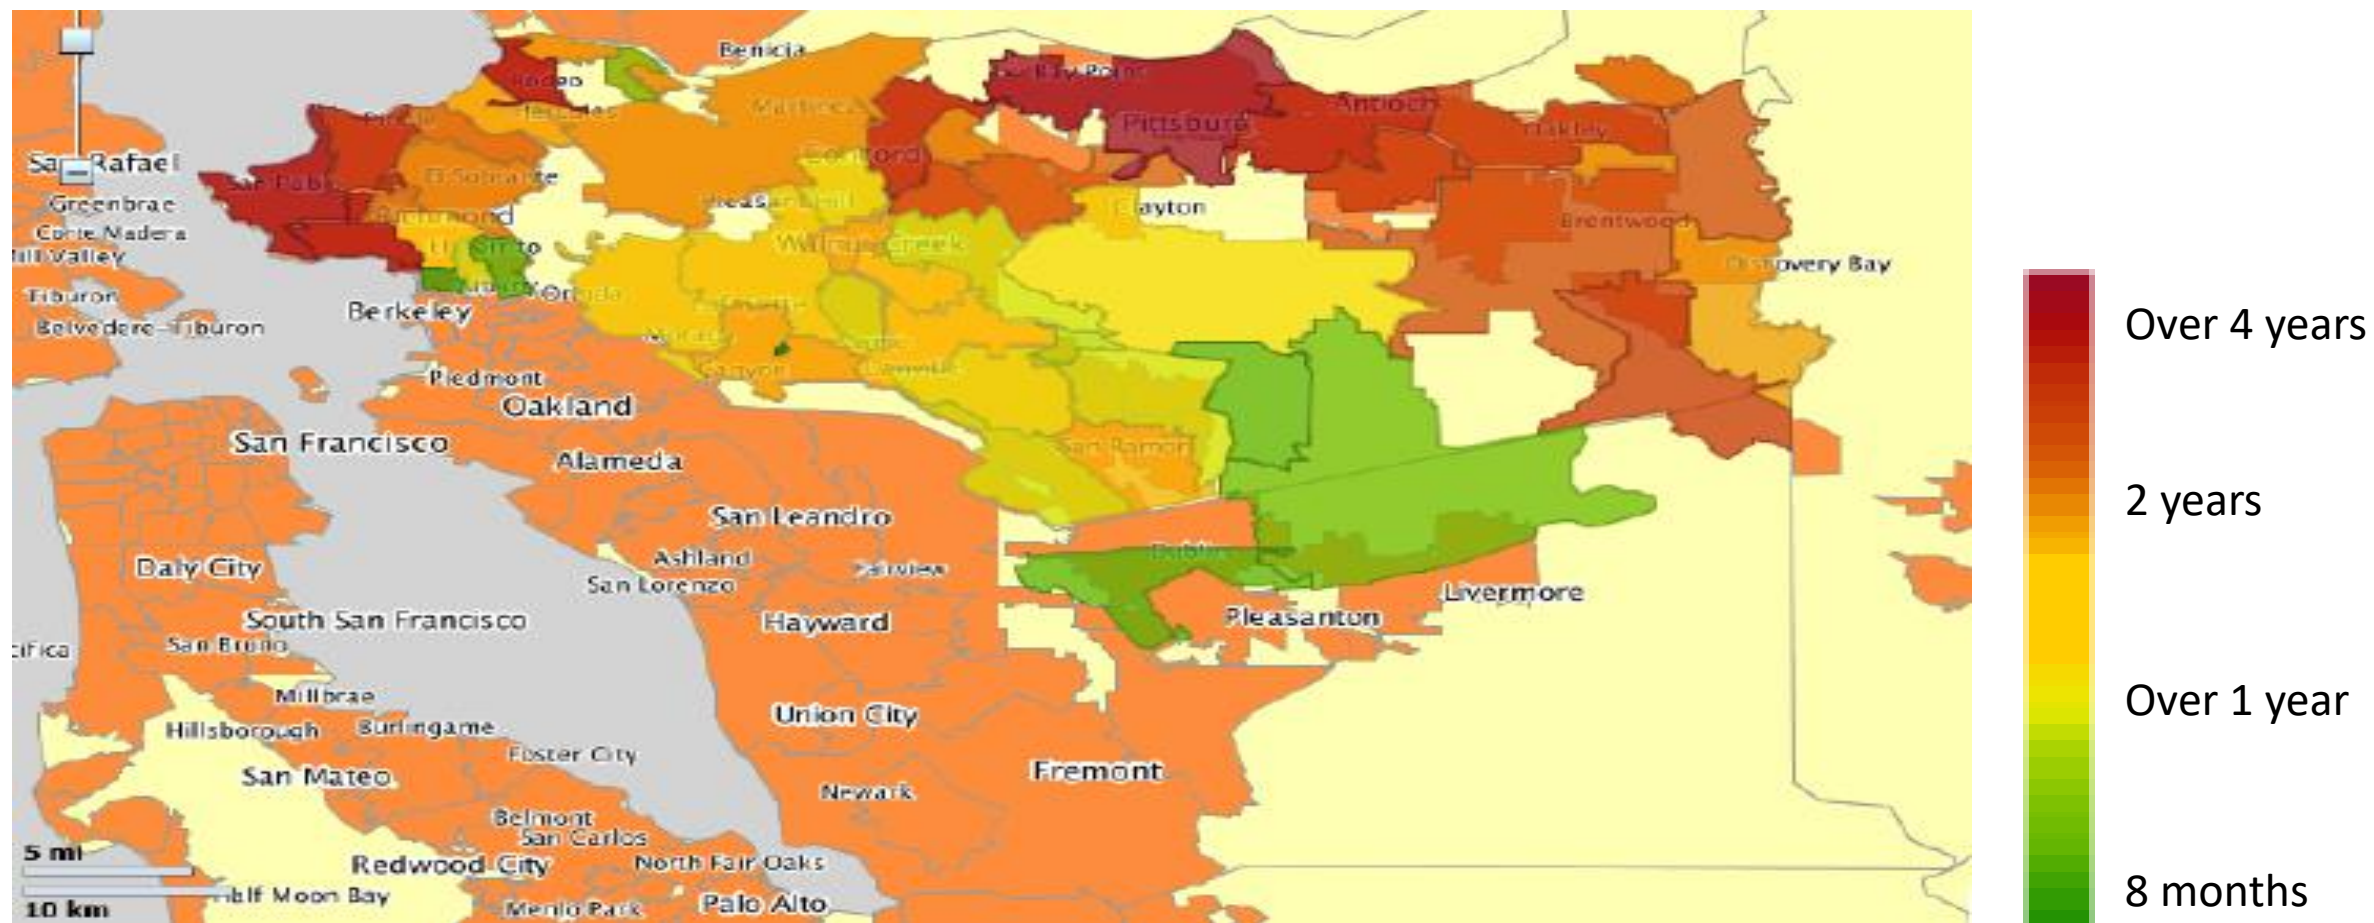 Benicia
Rodeo
Hercules
Martinez
Bay Point
Antioch
Pittsburg
Oakley
Concord
San Rafael
San Pablo
El Sobrante
Greenbrae
Richmond
Pleasant Hill
Clayton
Brentwood
Corte Madera
Mill Valley
Walnut Creek
Discovery Bay
Tiburon
Orinda
Berkeley
Belvedere-Tiburon
Over 4 years
Canyon
Danville
Piedmont
Oakland
San Francisco
San Ramon
Alameda
2 years
San Leandro
Dublin
Ashland
Fairview
Daly City
San Lorenzo
Livermore
South San Francisco
Hayward
Pleasanton
San Bruno
cifica
Millbrae
Over 1 year
Union City
Hillsborough
Burlingame
Foster City
San Mateo
Fremont
Newark
Belmont
San Carlos
5 mi
Redwood City
North Fair Oaks
Half Moon Bay
8 months
10 km
Menlo Park
Palo Alto